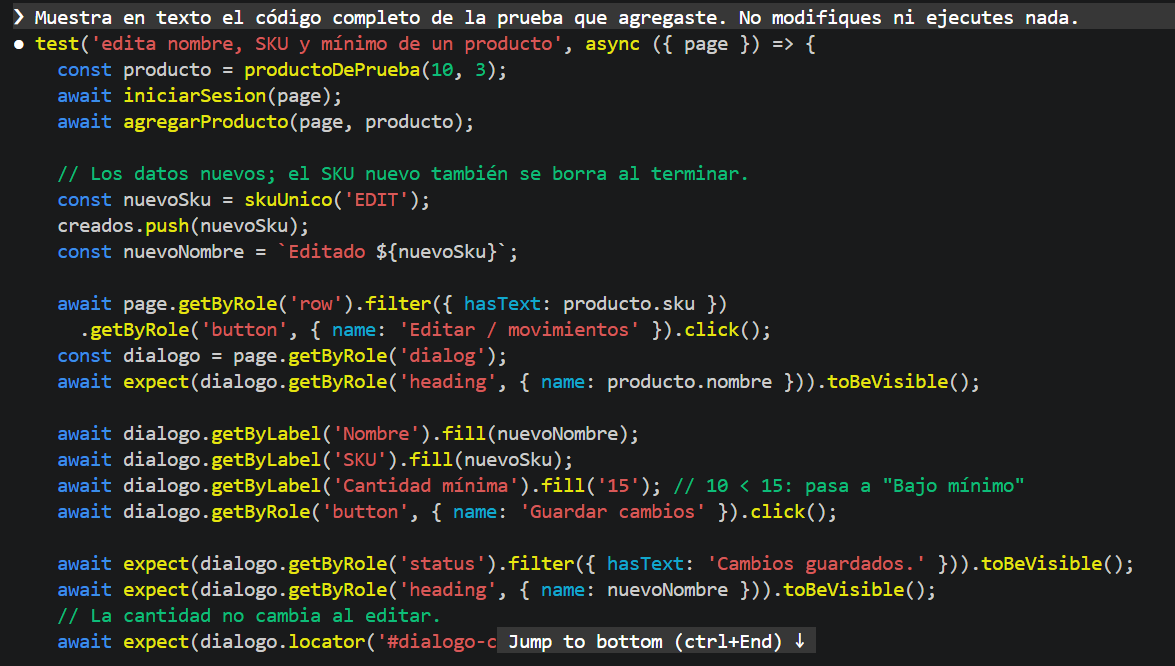 ❯ Muestra en texto el código completo de la prueba que agregaste. No modifiques ni ejecutes nada.
● test('edita nombre, SKU y mínimo de un producto', async ({ page }) => {
const producto = productoDePrueba(10, 3);
await iniciarSesion(page);
await agregarProducto(page, producto);
// Los datos nuevos; el SKU nuevo también se borra al terminar.
const nuevoSku = skuUnico('EDIT');
creados.push(nuevoSku);
const nuevoNombre = `Editado ${nuevoSku}`;
await page.getByRole('row').filter({ hasText: producto.sku })
.getByRole('button', { name: 'Editar / movimientos' }).click();
const dialogo = page.getByRole('dialog');
await expect(dialogo.getByRole('heading', { name: producto.nombre })).toBeVisible();
await dialogo.getByLabel('Nombre').fill(nuevoNombre);
await dialogo.getByLabel('SKU').fill(nuevoSku);
await dialogo.getByLabel('Cantidad mínima').fill('15'); // 10 < 15: pasa a "Bajo mínimo"
await dialogo.getByRole('button', { name: 'Guardar cambios' }).click();
await expect(dialogo.getByRole('status').filter({ hasText: 'Cambios guardados.' })).toBeVisible();
await expect(dialogo.getByRole('heading', { name: nuevoNombre })).toBeVisible();
// La cantidad no cambia al editar.
await expect(dialogo.locator('#dialogo-c Jump to bottom (ctrl+End) ↓